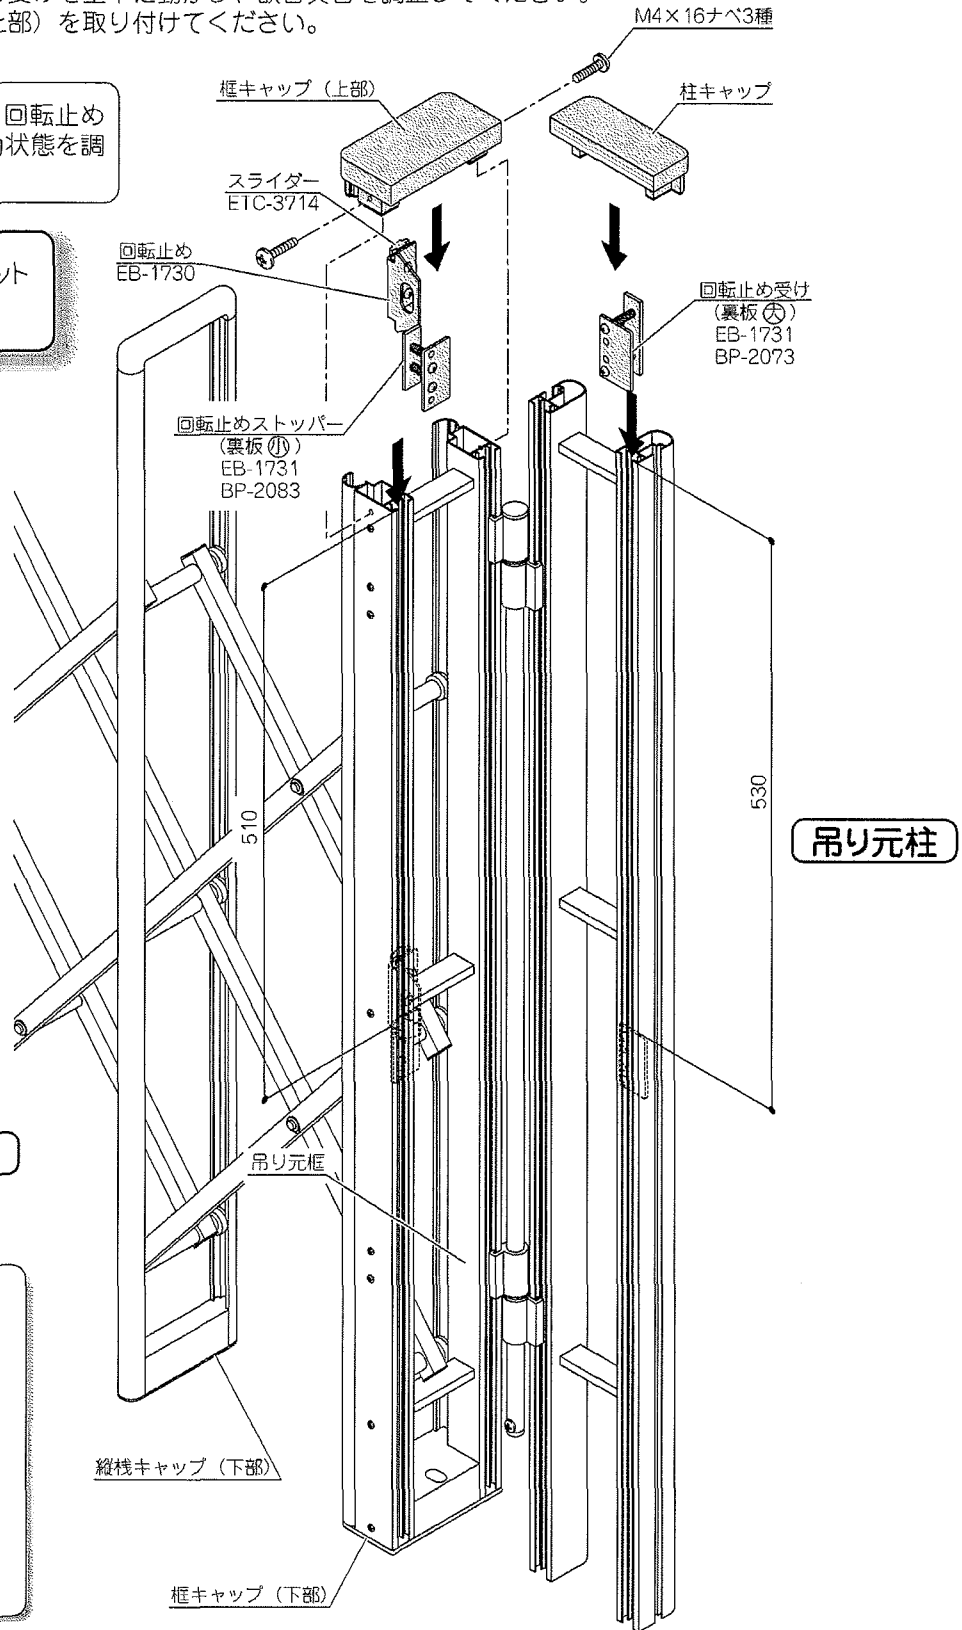 上部）を取り付けてください。
M4×16ナベ3種
框キャップ（上部）
柱キャップ
回転止め
状態を調
スライダー
ETC-3714
回転止め
EB-1730
ット
回転止め受け
（裏板㊅）
EB-1731
BP-2073
回転止めストッパー
（裏板㊉）
EB-1731
BP-2083
510
530
吊り元柱
吊り元框
縦桟キャップ（下部）
框キャップ（下部）